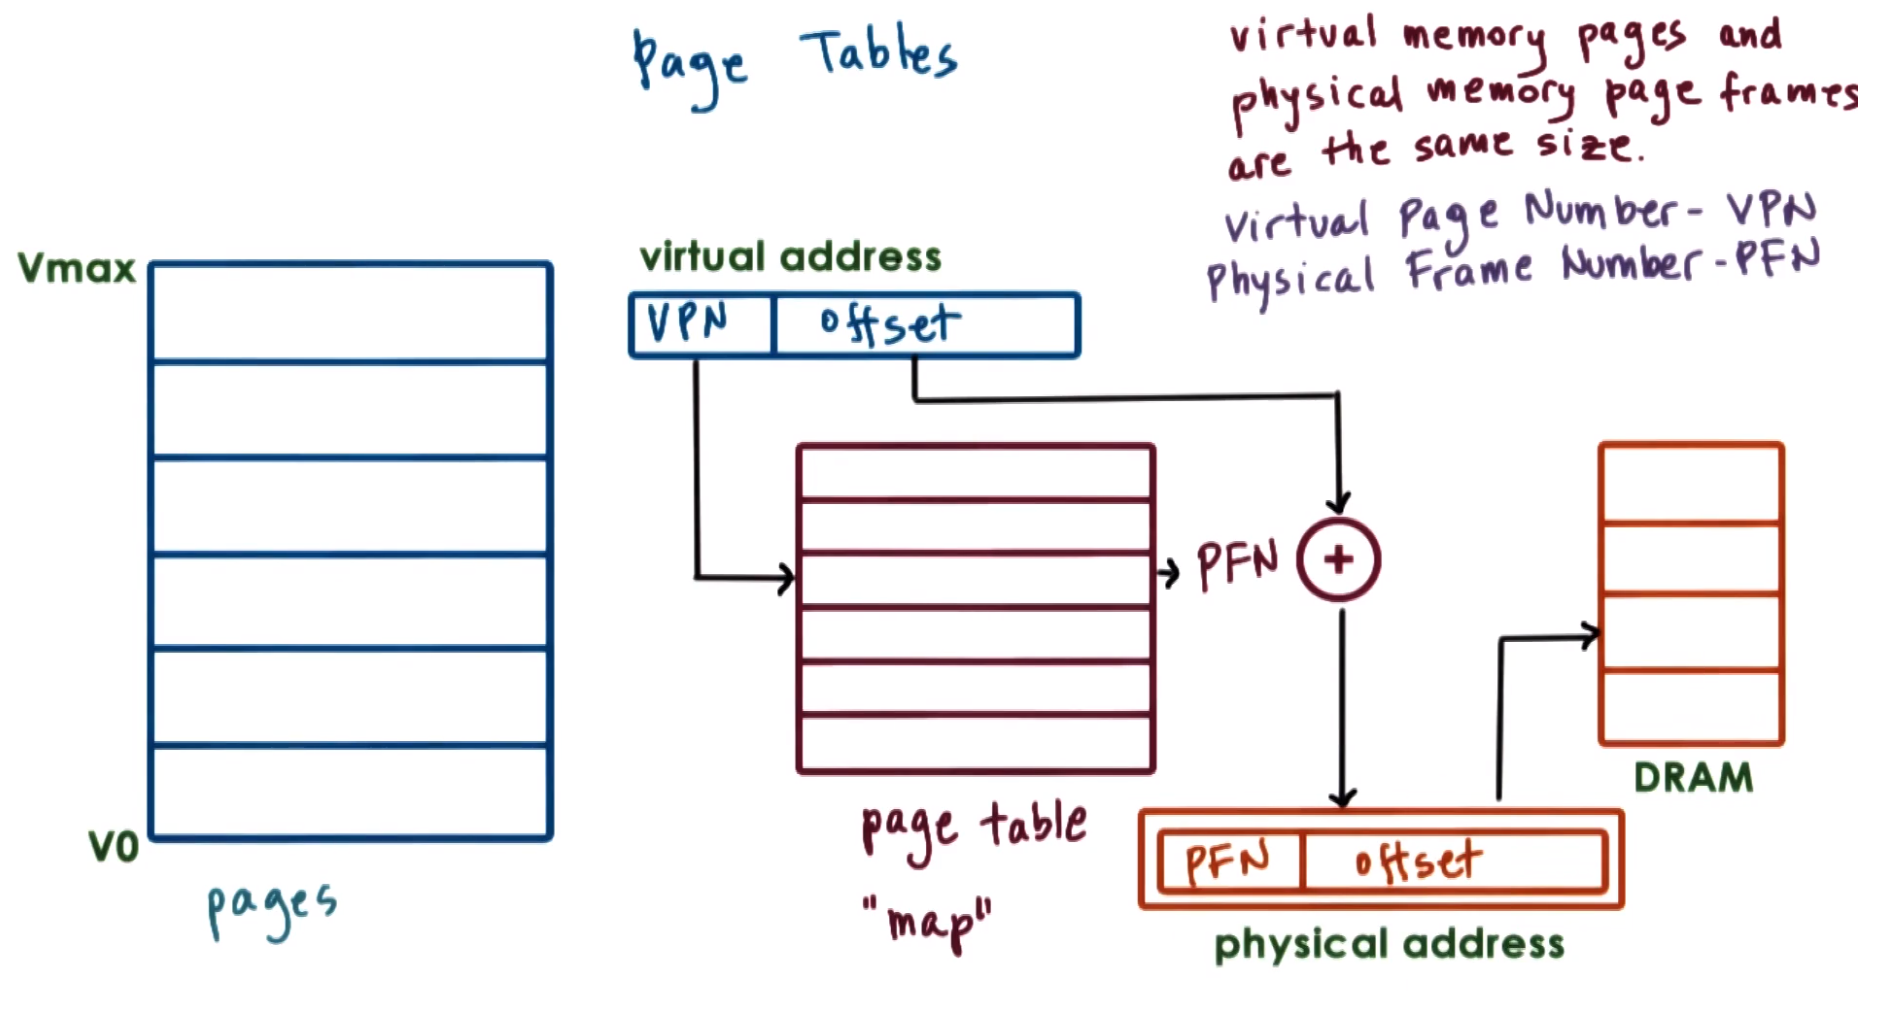 Page Tables
virtual memory pages and
physical memory page frames
are the same size.
Virtual Page Number - VPN
Physical Frame Number - PFN
Vmax
virtual address
VPN offset
PFN +
DRAM
page table
"map"
V0
pages
PFN offset
physical address